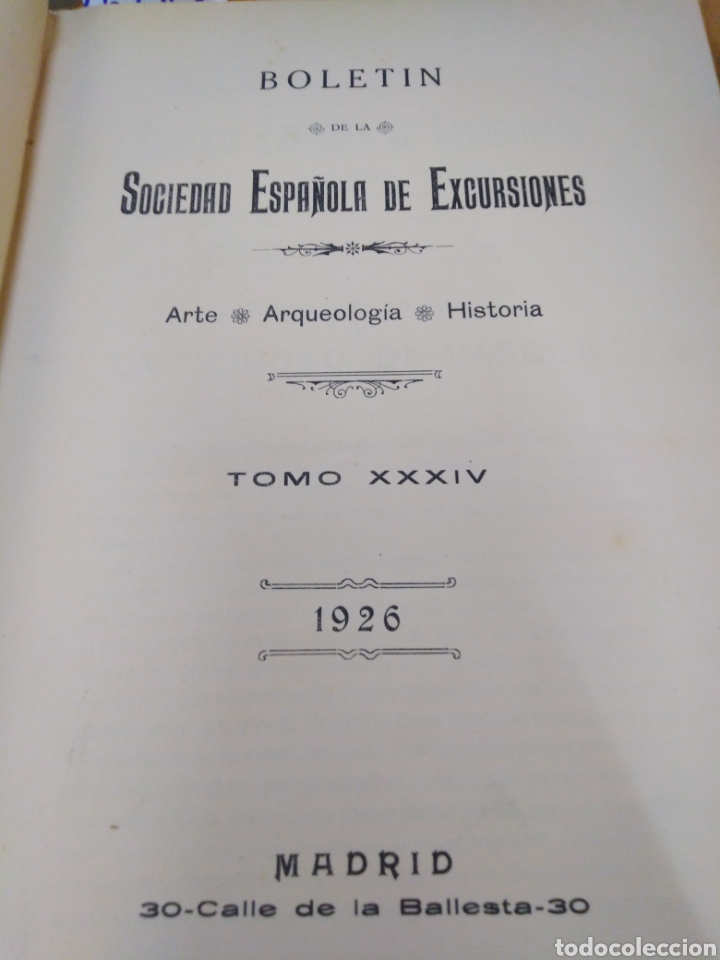 BOLETIN
DE LA
SOCIEDAD ESPAÑOLA DE EXCURSIONES
Arte Arqueología Historia
TOMO XXXIV
1926
MADRID
30-Calle de la Ballesta-30
todocoleccion